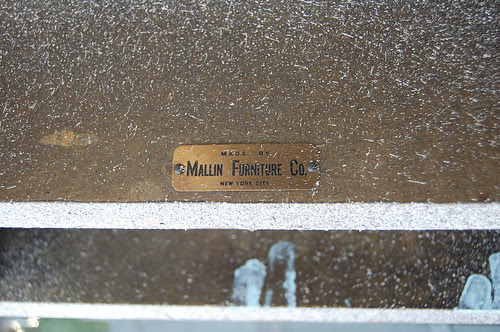 MADE BY
MALLIN FURNITURE CO.
NEW YORK CITY